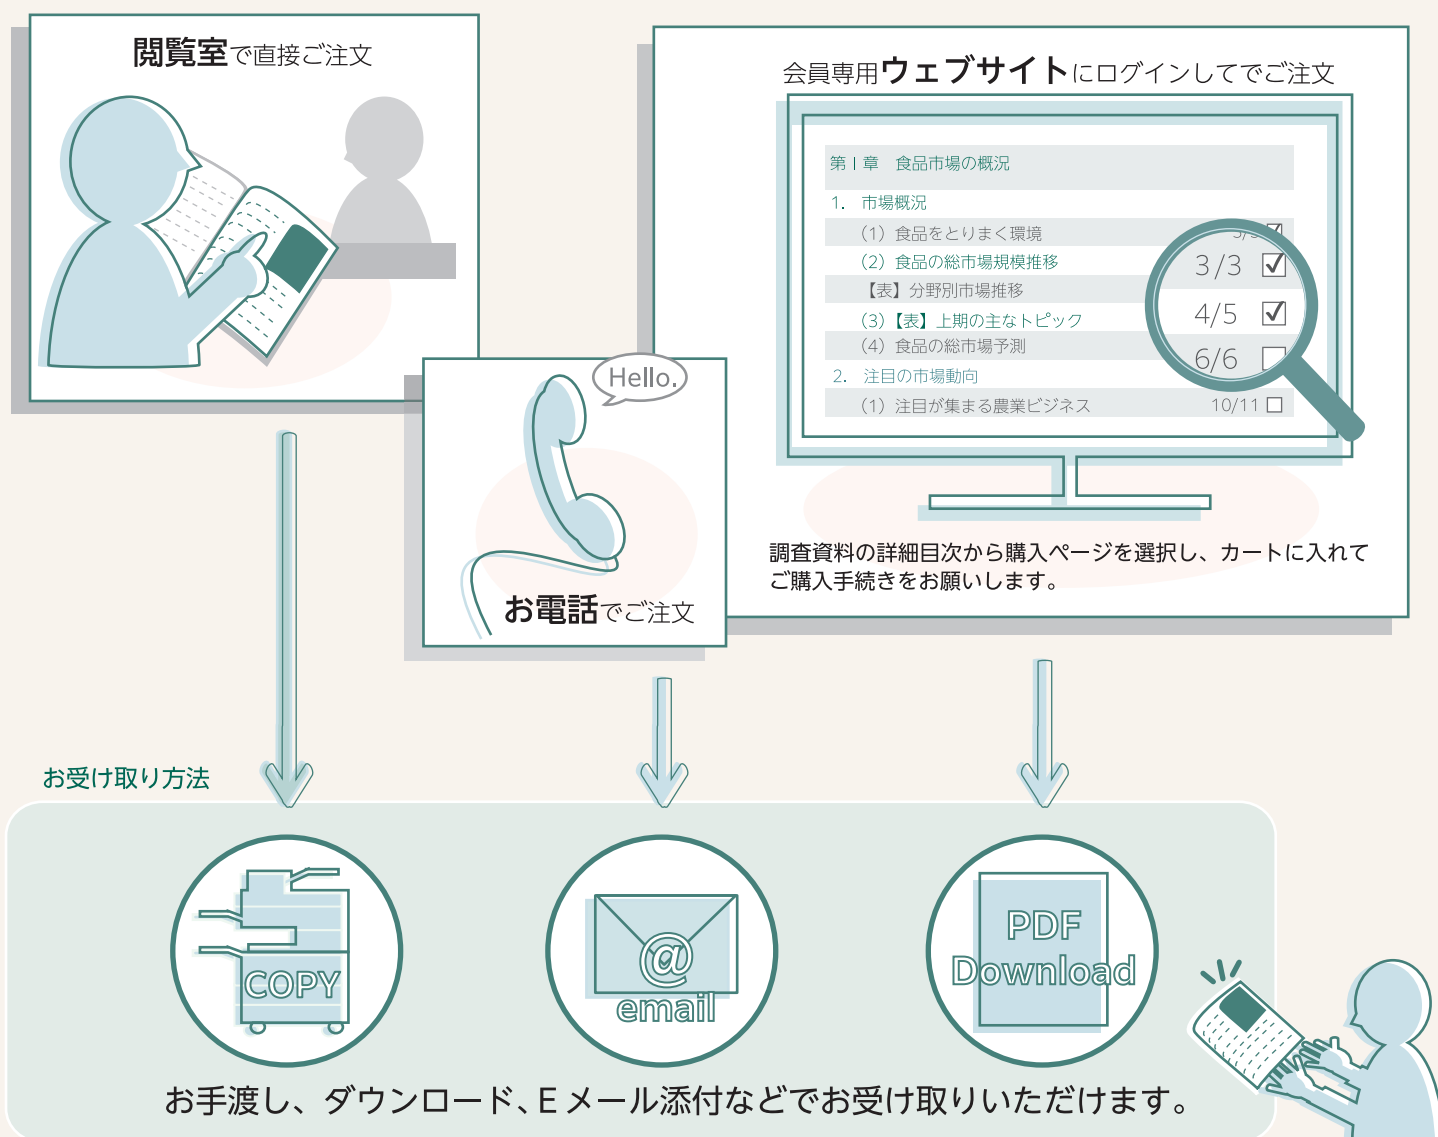 閲覧室で直接ご注文
会員専用ウェブサイトにログインしてでご注文
第Ⅰ章 食品市場の概況
1. 市場概況
(1) 食品をとりまく環境
(2) 食品の総市場規模推移
3/3
【表】分野別市場推移
(3)【表】上期の主なトピック
4/5
(4) 食品の総市場予測
6/6
2. 注目の市場動向
(1) 注目が集まる農業ビジネス 10/11
調査資料の詳細目次から購入ページを選択し、カートに入れて
ご購入手続きをお願いします。
Hello.
お電話でご注文
お受け取り方法
COPY
@
email
PDF
Download
お手渡し、ダウンロード、E メール添付などでお受け取りいただけます。